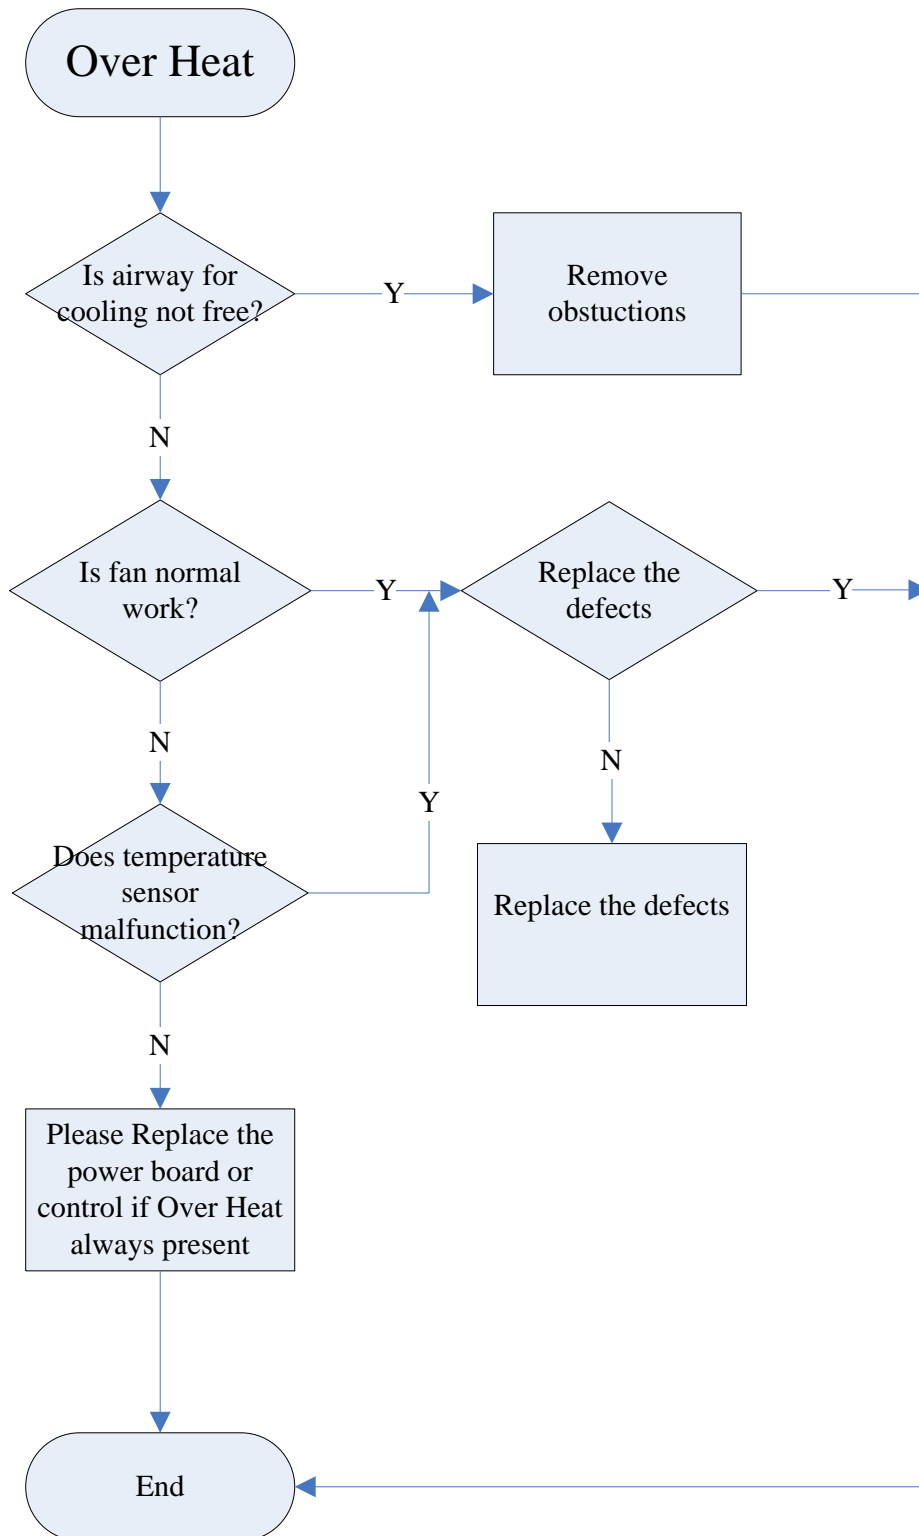 Over Heat
Is airway for
cooling not free?
Y
Remove
obstuctions
N
Is fan normal
work?
Y
Replace the
defects
Y
N
N
Does temperature
sensor
malfunction?
Y
Replace the defects
N
Please Replace the
power board or
control if Over Heat
always present
End